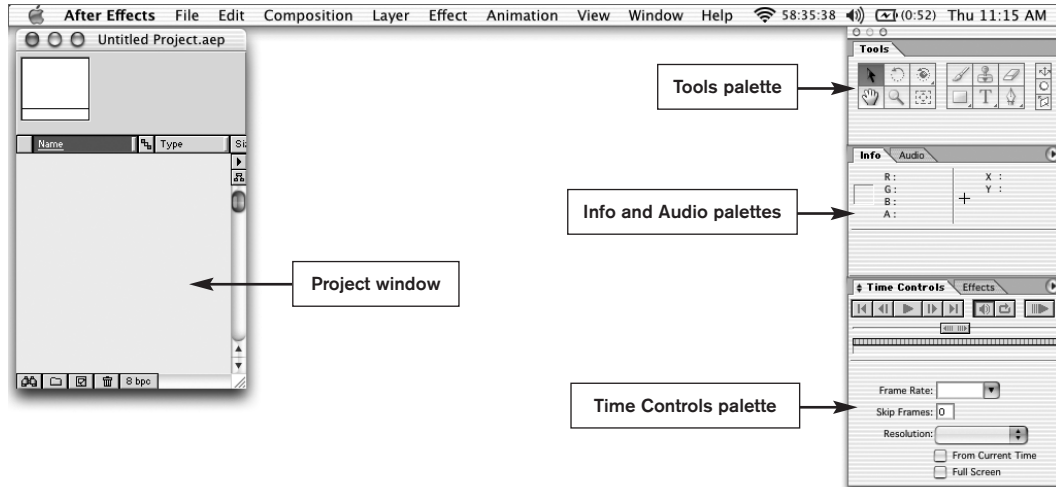 After Effects File Edit Composition Layer Effect Animation View Window Help 58:35:38 (0:52) Thu 11:15 AM
Untitled Project.aep
Name Type Si
8 bpc
Project window
Tools palette
Tools
T
Info and Audio palettes
Info Audio
R : X :
G : Y :
B :
A :
Time Controls Effects
Time Controls palette
Frame Rate:
Skip Frames: 0
Resolution:
From Current Time
Full Screen